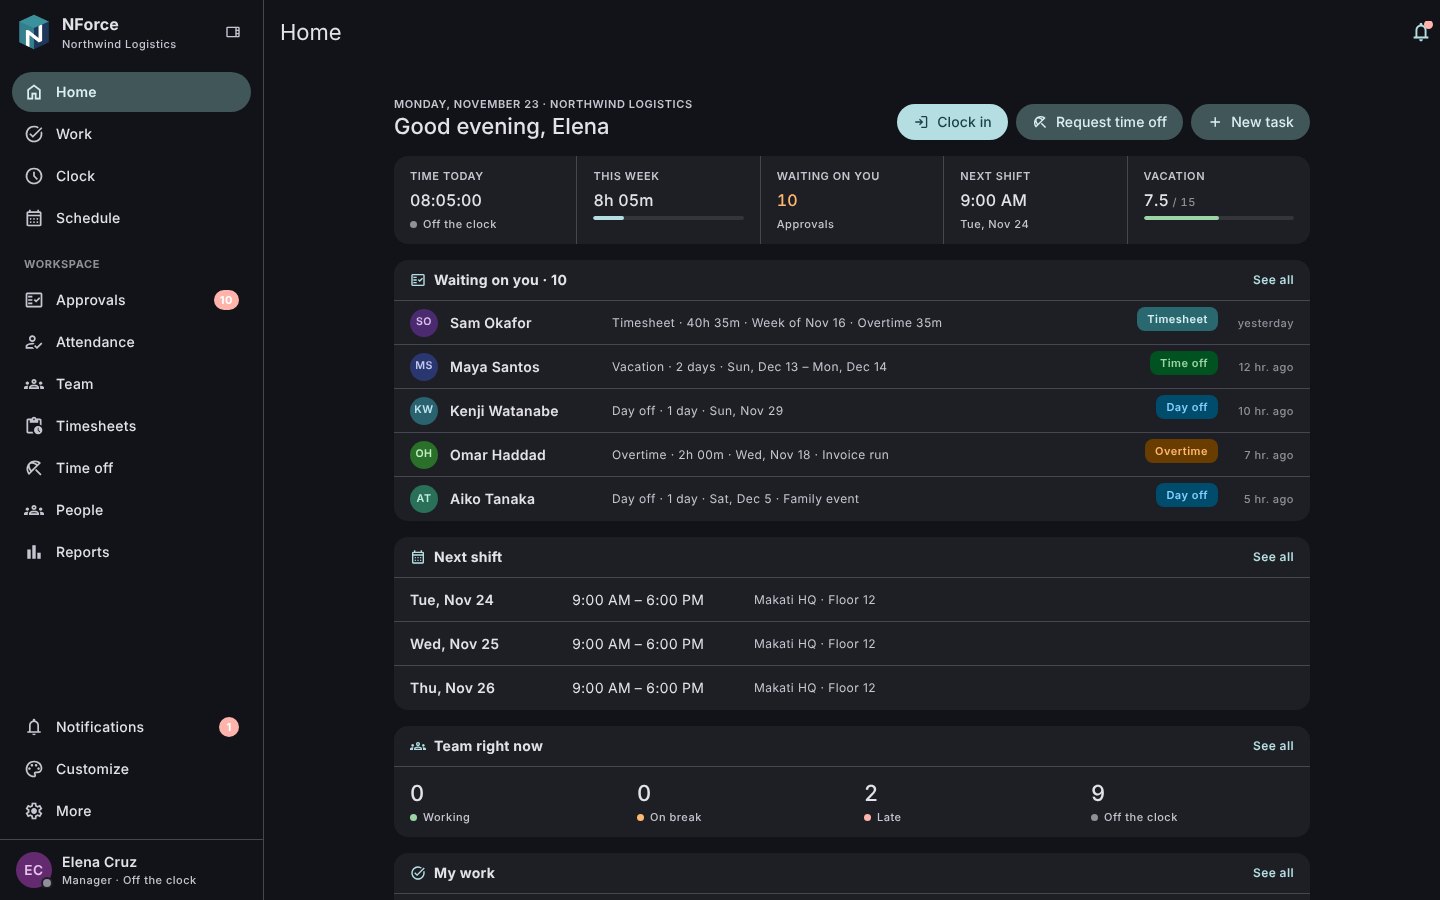 NForce
Northwind Logistics
Home
Work
Clock
Schedule
WORKSPACE
Approvals 10
Attendance
Team
Timesheets
Time off
People
Reports
Notifications 1
Customize
More
EC
Elena Cruz
Manager · Off the clock
Home
MONDAY, NOVEMBER 23 · NORTHWIND LOGISTICS
Good evening, Elena
Clock in
Request time off
New task
TIME TODAY
08:05:00
Off the clock
THIS WEEK
8h 05m
WAITING ON YOU
10
Approvals
NEXT SHIFT
9:00 AM
Tue, Nov 24
VACATION
7.5 / 15
Waiting on you · 10 See all
SO Sam Okafor Timesheet · 40h 35m · Week of Nov 16 · Overtime 35m Timesheet yesterday
MS Maya Santos Vacation · 2 days · Sun, Dec 13 – Mon, Dec 14 Time off 12 hr. ago
KW Kenji Watanabe Day off · 1 day · Sun, Nov 29 Day off 10 hr. ago
OH Omar Haddad Overtime · 2h 00m · Wed, Nov 18 · Invoice run Overtime 7 hr. ago
AT Aiko Tanaka Day off · 1 day · Sat, Dec 5 · Family event Day off 5 hr. ago
Next shift See all
Tue, Nov 24 9:00 AM – 6:00 PM Makati HQ · Floor 12
Wed, Nov 25 9:00 AM – 6:00 PM Makati HQ · Floor 12
Thu, Nov 26 9:00 AM – 6:00 PM Makati HQ · Floor 12
Team right now See all
0 0 2 9
Working On break Late Off the clock
My work See all